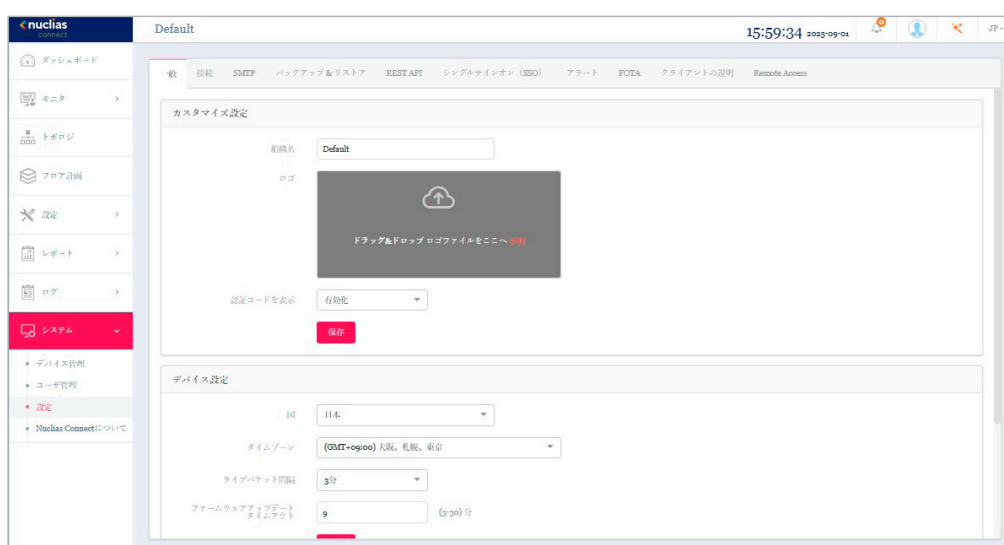 nuclias
connect
Default
15:59:34 2025-09-01
JP
ダッシュボード
モニタ
トポロジ
フロア計画
設定
レポート
ログ
システム
デバイス管理
ユーザ管理
設定
Nuclias Connectについて
一般 接続 SMTP バックアップ&リストア REST API シングルサインオン (SSO) アラート FOTA クライアントの説明 Remote Access
カスタマイズ設定
組織名 Default
ロゴ
ドラッグ&ドロップ ロゴファイルをここへ 参照
認証コードを表示 有効化
保存
デバイス設定
国 日本
タイムゾーン (GMT+09:00) 大阪、札幌、東京
ライブパケット間隔 3分
ファームウェアアップデート
タイムアウト 9 (3-30) 分